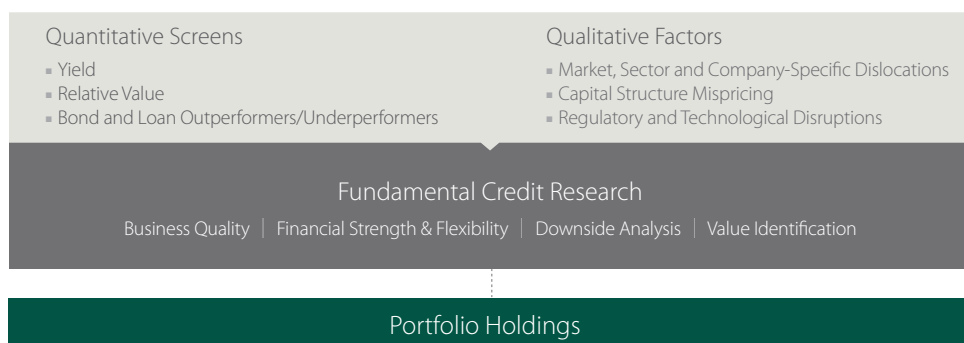 Quantitative Screens
▪ Yield
▪ Relative Value
▪ Bond and Loan Outperformers/Underperformers
Qualitative Factors
▪ Market, Sector and Company-Specific Dislocations
▪ Capital Structure Mispricing
▪ Regulatory and Technological Disruptions
Fundamental Credit Research
Business Quality | Financial Strength & Flexibility | Downside Analysis | Value Identification
Portfolio Holdings